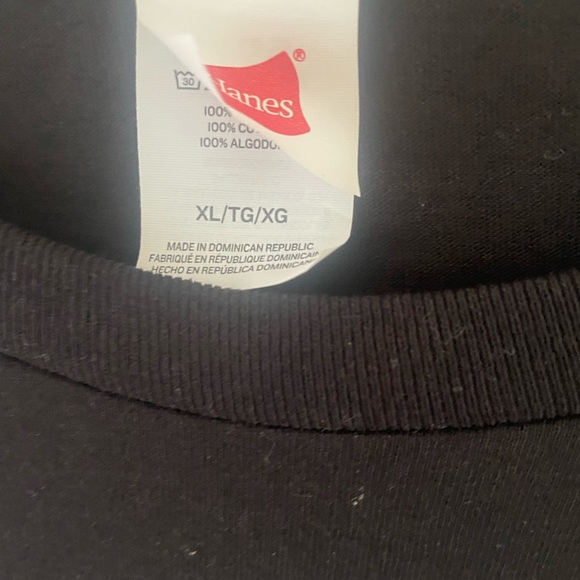 Hanes®
30
100%
100% CO
100% ALGODO
XL/TG/XG
MADE IN DOMINICAN REPUBLIC
FABRIQUÉ EN RÉPUBLIQUE DOMINICAIN
HECHO EN REPÚBLICA DOMINICAN